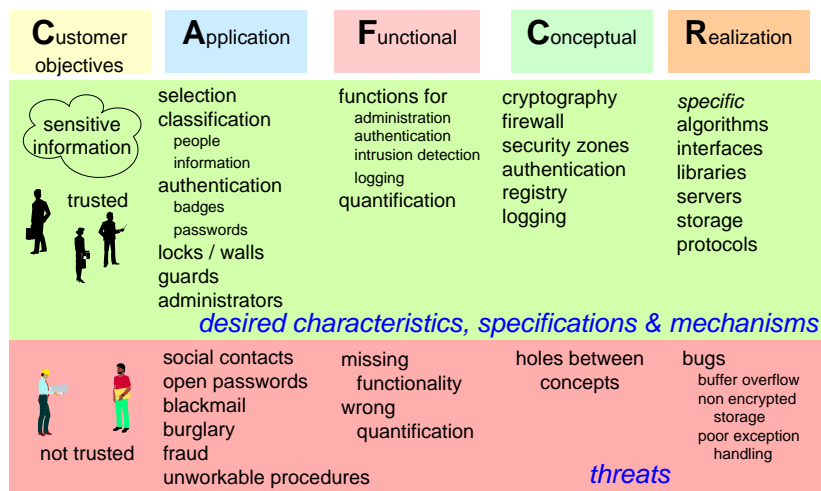 Customer
objectives
Application
Functional
Conceptual
Realization
sensitive
information
trusted
selection
classification
people
information
authentication
badges
passwords
locks / walls
guards
administrators
functions for
administration
authentication
intrusion detection
logging
quantification
cryptography
firewall
security zones
authentication
registry
logging
specific
algorithms
interfaces
libraries
servers
storage
protocols
desired characteristics, specifications & mechanisms
not trusted
social contacts
open passwords
blackmail
burglary
fraud
unworkable procedures
missing
functionality
wrong
quantification
holes between
concepts
bugs
buffer overflow
non encrypted
storage
poor exception
handling
threats